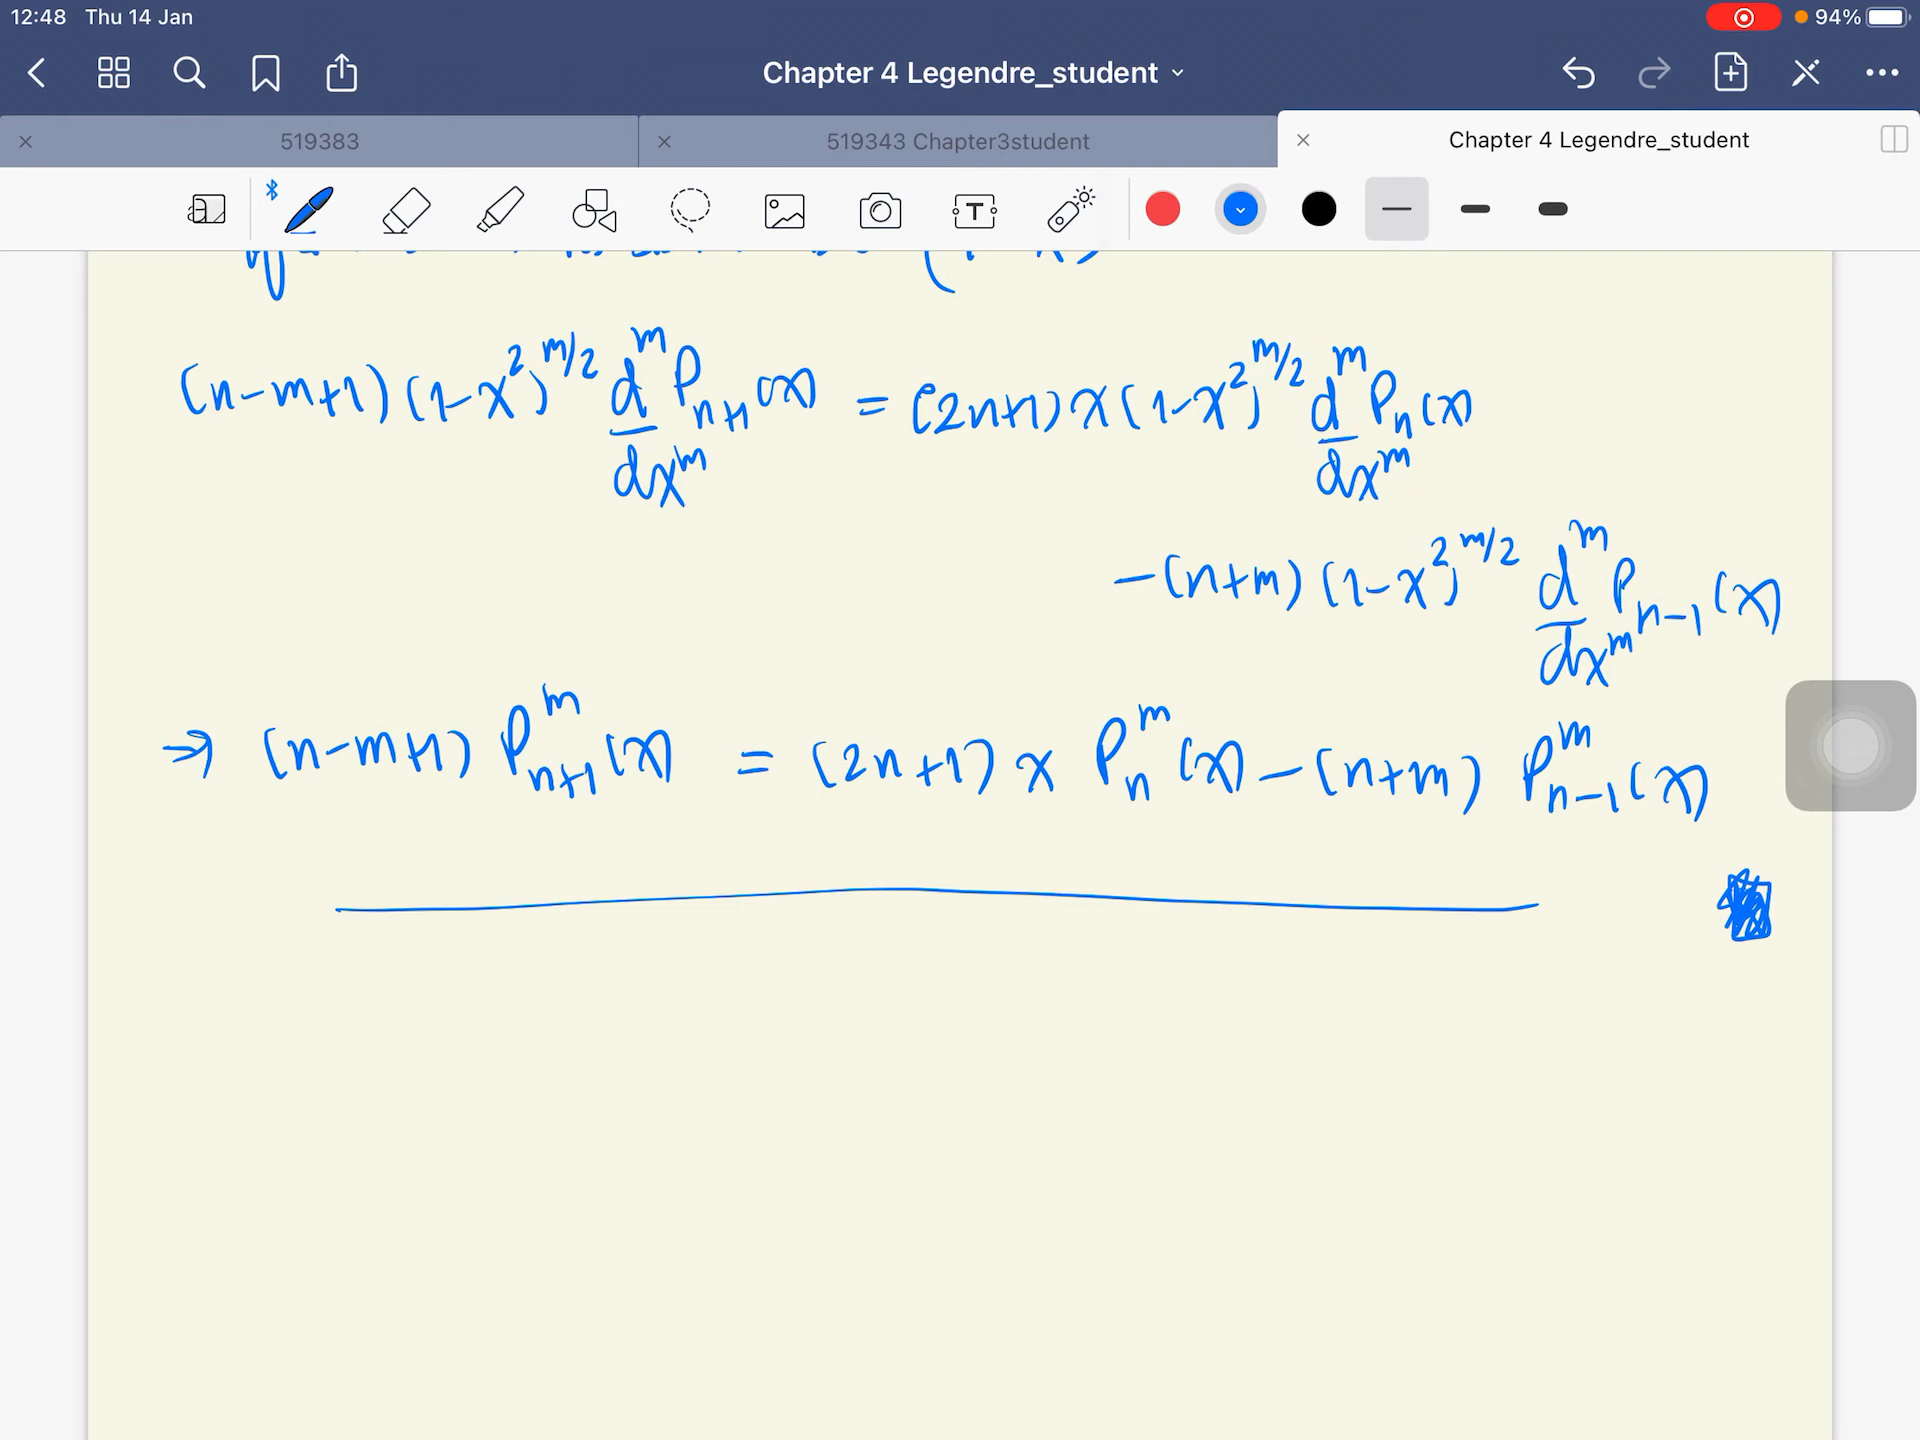 12:48 Thu 14 Jan 94%
Chapter 4 Legendre_student
519383 519343 Chapter3student Chapter 4 Legendre_student
(n-m+1)(1-x²)^{m/2} d^m/dx^m P_{n+1}(x) = (2n+1)x(1-x²)^{m/2} d^m/dx^m P_n(x)
-(n+m)(1-x²)^{m/2} d^m/dx^m P_{n-1}(x)
⇒ (n-m+1) P^m_{n+1}(x) = (2n+1) x P^m_n(x) - (n+m) P^m_{n-1}(x)